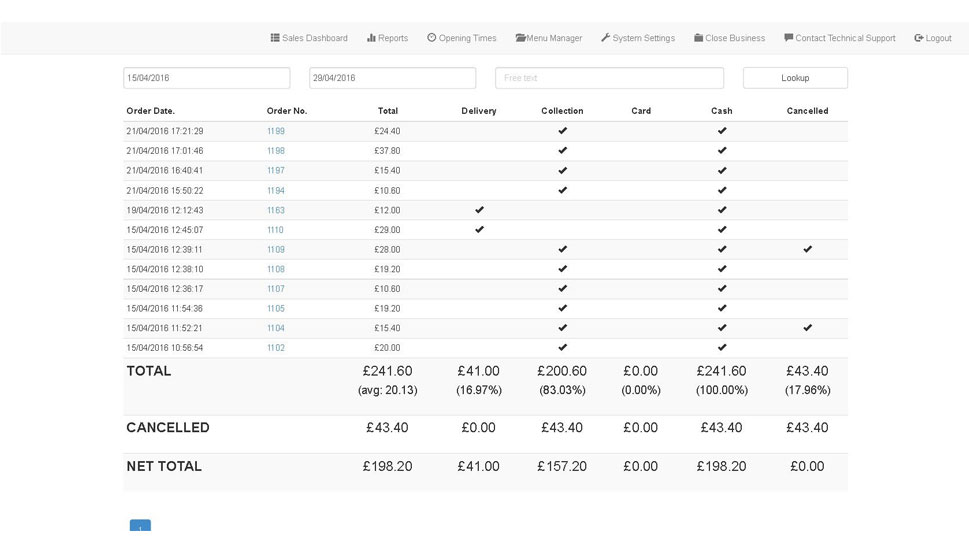 Sales Dashboard Reports Opening Times Menu Manager System Settings Close Business Contact Technical Support Logout
15/04/2016 29/04/2016 Free text Lookup
Order Date. Order No. Total Delivery Collection Card Cash Cancelled
21/04/2016 17:21:29 1199 £24.40 ✔ ✔
21/04/2016 17:01:46 1198 £37.80 ✔ ✔
21/04/2016 16:40:41 1197 £15.40 ✔ ✔
21/04/2016 15:50:22 1194 £10.60 ✔ ✔
19/04/2016 12:12:43 1163 £12.00 ✔ ✔
15/04/2016 12:45:07 1110 £29.00 ✔ ✔
15/04/2016 12:39:11 1109 £28.00 ✔ ✔ ✔
15/04/2016 12:38:10 1108 £19.20 ✔ ✔
15/04/2016 12:36:17 1107 £10.60 ✔ ✔
15/04/2016 11:54:36 1105 £19.20 ✔ ✔
15/04/2016 11:52:21 1104 £15.40 ✔ ✔ ✔
15/04/2016 10:56:54 1102 £20.00 ✔ ✔
TOTAL £241.60 £41.00 £200.60 £0.00 £241.60 £43.40
(avg: 20.13) (16.97%) (83.03%) (0.00%) (100.00%) (17.96%)
CANCELLED £43.40 £0.00 £43.40 £0.00 £43.40 £43.40
NET TOTAL £198.20 £41.00 £157.20 £0.00 £198.20 £0.00